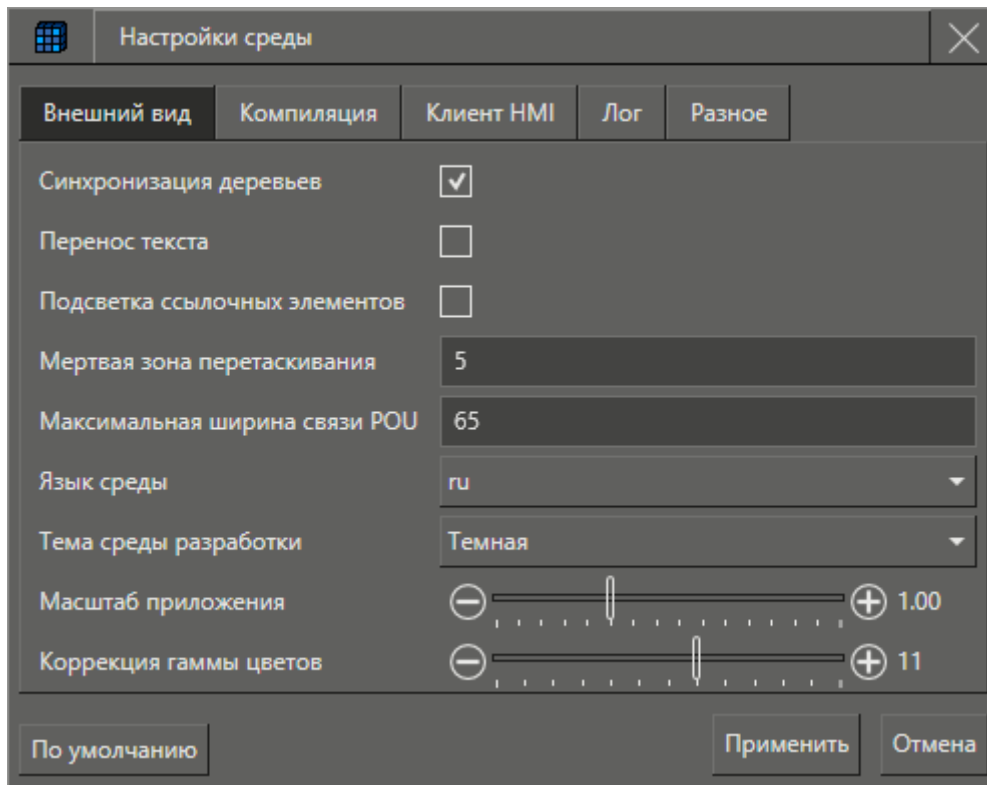 Настройки среды
Внешний вид Компиляция Клиент HMI Лог Разное
Синхронизация деревьев
Перенос текста
Подсветка ссылочных элементов
Мертвая зона перетаскивания 5
Максимальная ширина связи POU 65
Язык среды ru
Тема среды разработки Темная
Масштаб приложения 1.00
Коррекция гаммы цветов 11
По умолчанию Применить Отмена